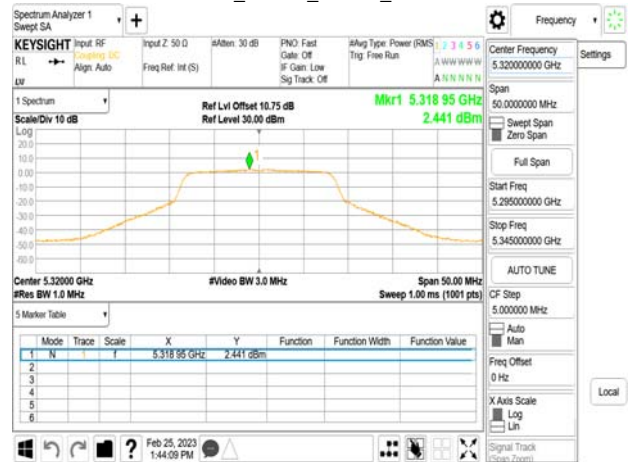 Spectrum Analyzer 1
Swept SA
Frequency
KEYSIGHT
Input: RF
Coupling: DC
Align: Auto
Input Z: 50 Ω
Freq Ref: Int (S)
#Atten: 30 dB
PNO: Fast
Gate: Off
IF Gain: Low
Sig Track: Off
#Avg Type: Power (RMS
Trig: Free Run
1 2 3 4 5 6
A W W W W W
A N N N N N
RL
1 Spectrum
Scale/Div 10 dB
Ref Lvl Offset 10.75 dB
Ref Level 30.00 dBm
Mkr1 5.318 95 GHz
2.441 dBm
Log
20.0
10.0
0.00
-10.0
-20.0
-30.0
-40.0
-50.0
-60.0
1
Center 5.32000 GHz
#Res BW 1.0 MHz
#Video BW 3.0 MHz
Span 50.00 MHz
Sweep 1.00 ms (1001 pts)
5 Marker Table
Mode Trace Scale X Y Function Function Width Function Value
1 N 1 f 5.318 95 GHz 2.441 dBm
2
3
4
5
6
Feb 25, 2023
1:44:09 PM
Center Frequency
5.320000000 GHz
Settings
Span
50.0000000 MHz
Swept Span
Zero Span
Full Span
Start Freq
5.295000000 GHz
Stop Freq
5.345000000 GHz
AUTO TUNE
CF Step
5.000000 MHz
Auto
Man
Freq Offset
0 Hz
X Axis Scale
Log
Lin
Local
Signal Track
(Span Zoom)